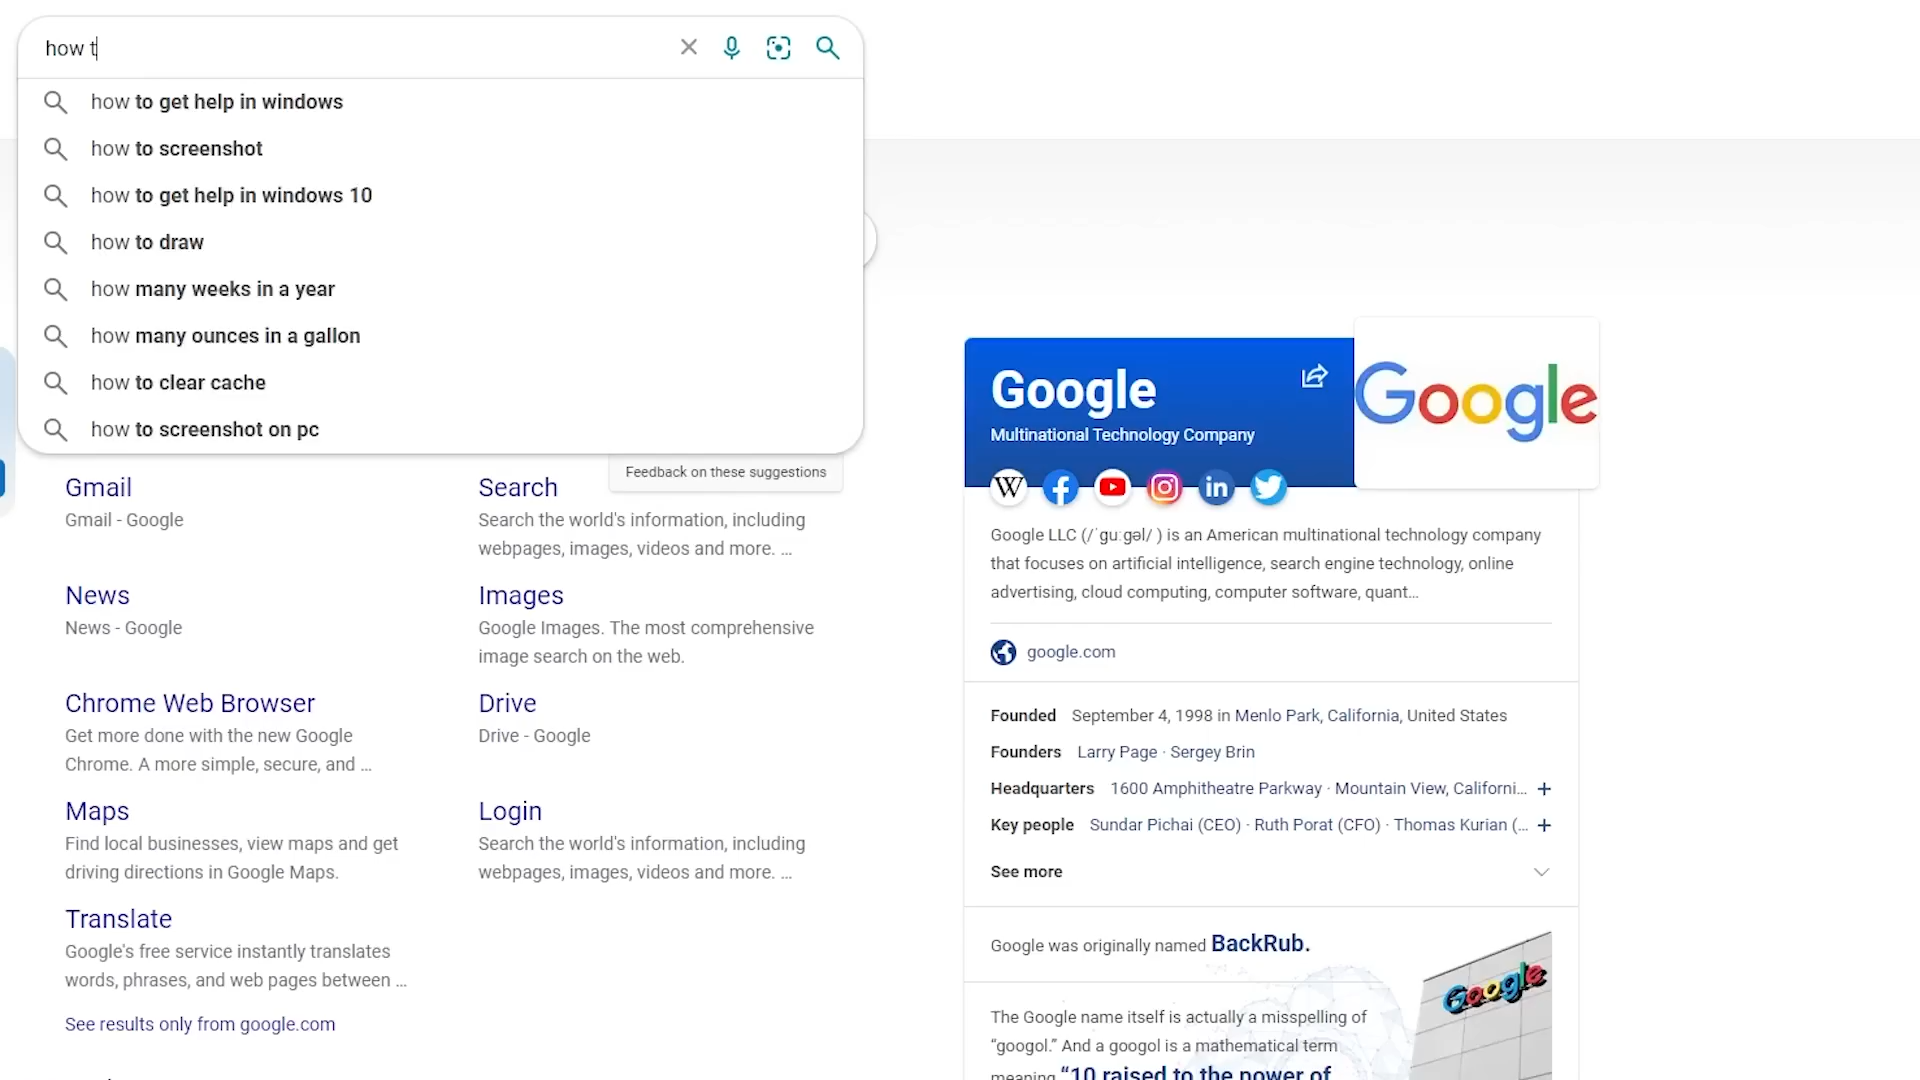 how t
how to get help in windows
how to screenshot
how to get help in windows 10
how to draw
how many weeks in a year
how many ounces in a gallon
how to clear cache
how to screenshot on pc
Feedback on these suggestions
Gmail
Gmail - Google
Search
Search the world's information, including
webpages, images, videos and more. ...
News
News - Google
Images
Google Images. The most comprehensive
image search on the web.
Chrome Web Browser
Get more done with the new Google
Chrome. A more simple, secure, and ...
Drive
Drive - Google
Maps
Find local businesses, view maps and get
driving directions in Google Maps.
Login
Search the world's information, including
webpages, images, videos and more. ...
Translate
Google's free service instantly translates
words, phrases, and web pages between ...
See results only from google.com
Google
Multinational Technology Company
Google
W
in
Google LLC (/ˈɡuːɡəl/ ) is an American multinational technology company
that focuses on artificial intelligence, search engine technology, online
advertising, cloud computing, computer software, quant...
google.com
Founded September 4, 1998 in Menlo Park, California, United States
Founders Larry Page · Sergey Brin
Headquarters 1600 Amphitheatre Parkway · Mountain View, Californi...
Key people Sundar Pichai (CEO) · Ruth Porat (CFO) · Thomas Kurian (...
See more
Google was originally named BackRub.
Google
The Google name itself is actually a misspelling of
“googol.” And a googol is a mathematical term
meaning “10 raised to the power of